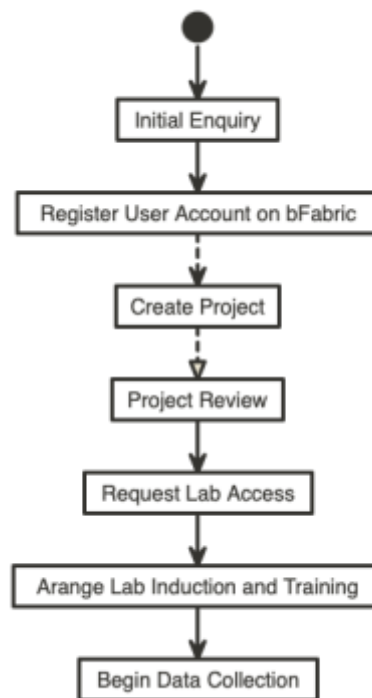 Initial Enquiry
Register User Account on bFabric
Create Project
Project Review
Request Lab Access
Arange Lab Induction and Training
Begin Data Collection